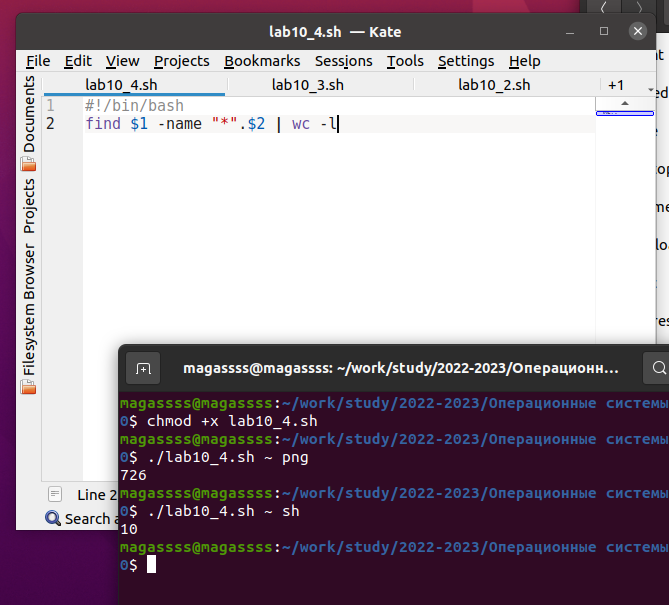 lab10_4.sh — Kate
File Edit View Projects Bookmarks Sessions Tools Settings Help
lab10_4.sh lab10_3.sh lab10_2.sh +1
1 #!/bin/bash
2 find $1 -name "*".$2 | wc -l
Documents
Projects
Filesystem Browser
Line 2
Search
magassss@magassss: ~/work/study/2022-2023/Операционн...
magassss@magassss:~/work/study/2022-2023/Операционные системы
0$ chmod +x lab10_4.sh
magassss@magassss:~/work/study/2022-2023/Операционные системы
0$ ./lab10_4.sh ~ png
726
magassss@magassss:~/work/study/2022-2023/Операционные системы
0$ ./lab10_4.sh ~ sh
10
magassss@magassss:~/work/study/2022-2023/Операционные системы
0$